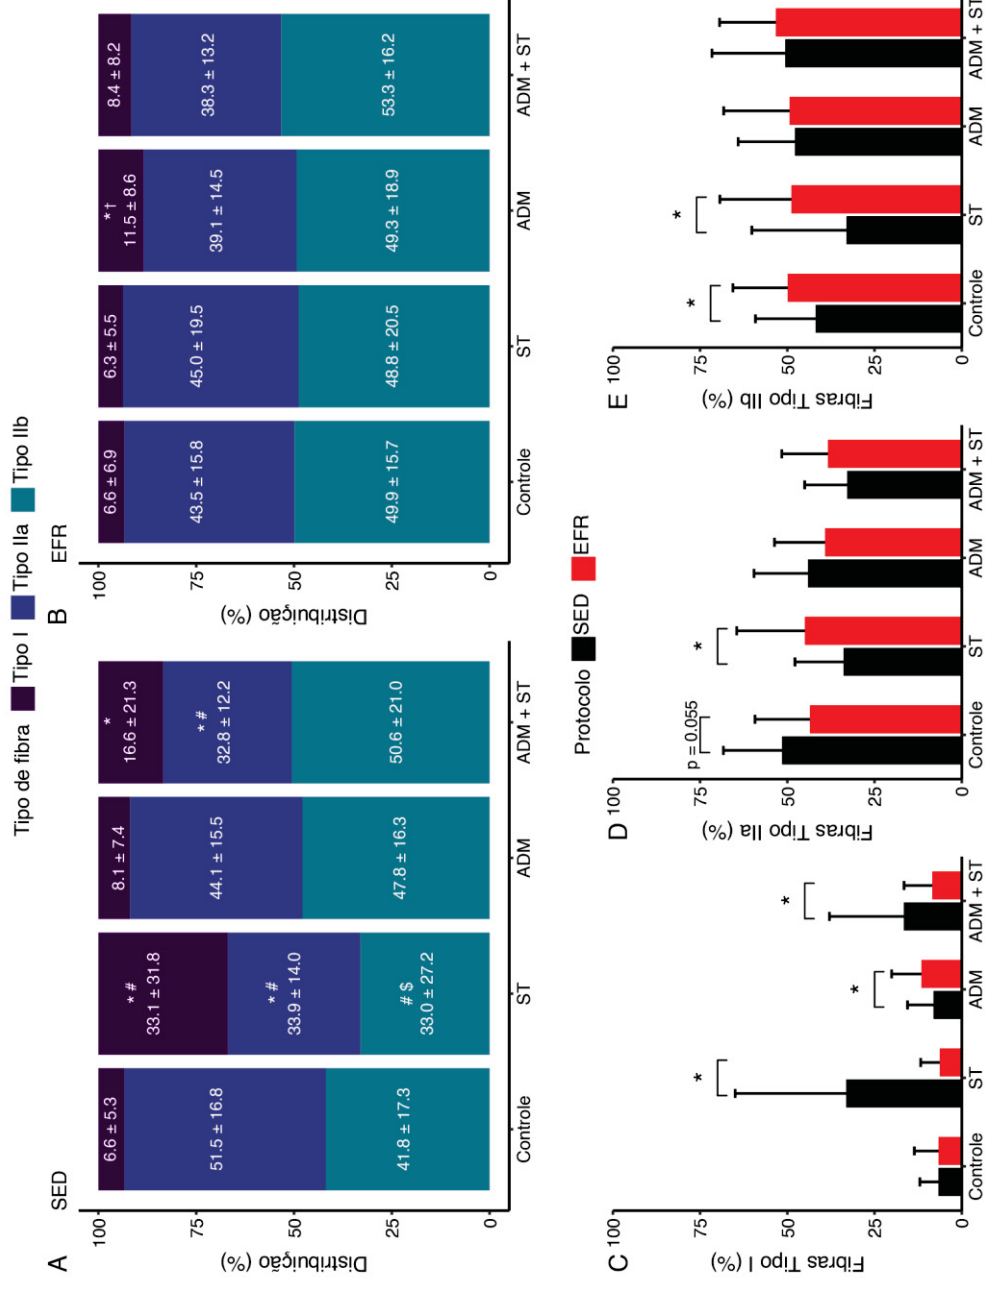 Tipo de fibra Tipo I Tipo IIa Tipo IIb
A
SED
Distribuição (%)
100
75
50
25
0
6.6 ± 5.3
51.5 ± 16.8
41.8 ± 17.3
Controle
* #
33.1 ± 31.8
* #
33.9 ± 14.0
# $
33.0 ± 27.2
ST
8.1 ± 7.4
44.1 ± 15.5
47.8 ± 16.3
ADM
*
16.6 ± 21.3
* #
32.8 ± 12.2
50.6 ± 21.0
ADM + ST
B
EFR
Distribuição (%)
100
75
50
25
0
6.6 ± 6.9
43.5 ± 15.8
49.9 ± 15.7
Controle
6.3 ± 5.5
45.0 ± 19.5
48.8 ± 20.5
ST
* †
11.5 ± 8.6
39.1 ± 14.5
49.3 ± 18.9
ADM
8.4 ± 8.2
38.3 ± 13.2
53.3 ± 16.2
ADM + ST
Protocolo SED EFR
C
Fibras Tipo I (%)
100
75
50
25
0
*
*
*
Controle
ST
ADM
ADM + ST
D
Fibras Tipo IIa (%)
100
75
50
25
0
p = 0.055
*
Controle
ST
ADM
ADM + ST
E
Fibras Tipo IIb (%)
100
75
50
25
0
*
*
Controle
ST
ADM
ADM + ST